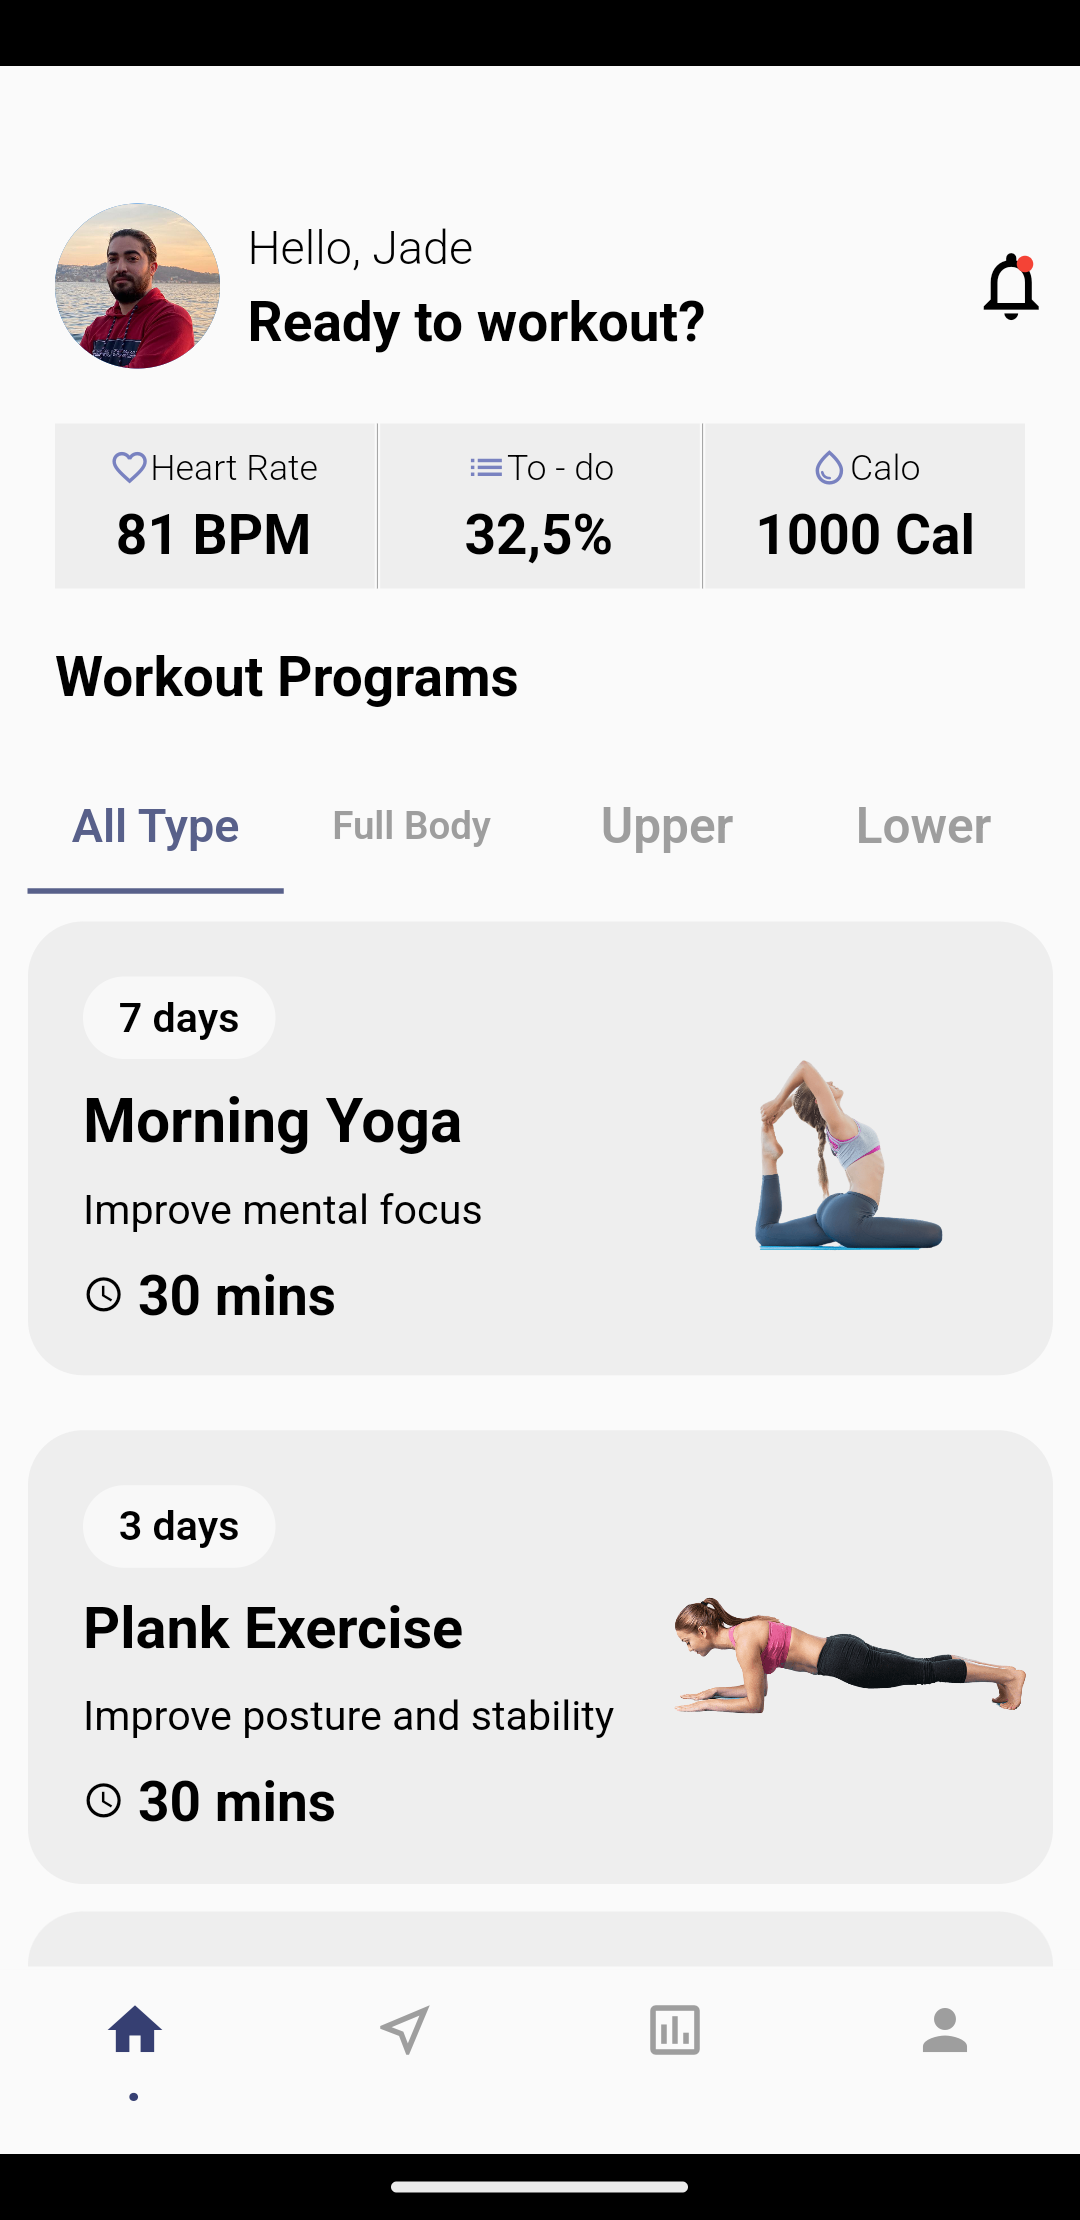 Hello, Jade
Ready to workout?
Heart Rate
81 BPM
To - do
32,5%
Calo
1000 Cal
Workout Programs
All Type
Full Body
Upper
Lower
7 days
Morning Yoga
Improve mental focus
30 mins
3 days
Plank Exercise
Improve posture and stability
30 mins